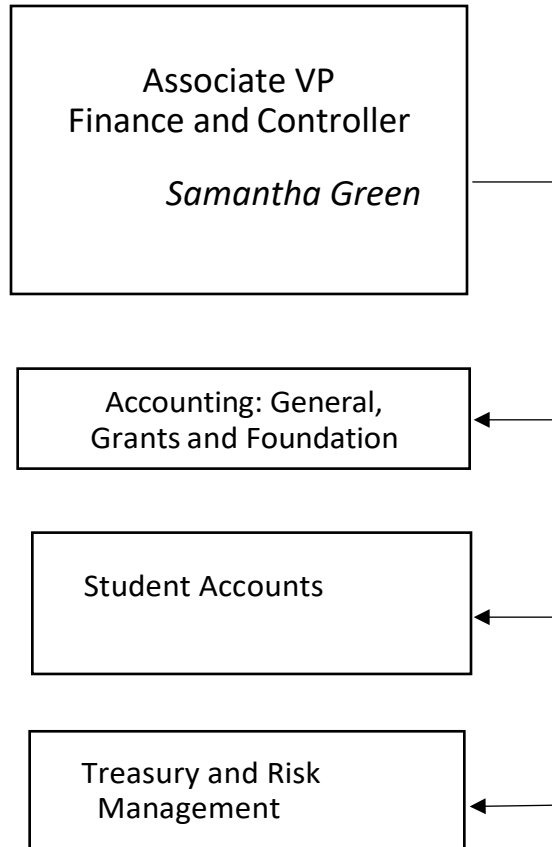 Associate VP
Finance and Controller
Samantha Green
Accounting: General,
Grants and Foundation
Student Accounts
Treasury and Risk
Management